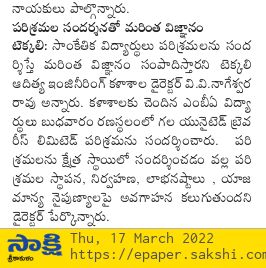 నాయకులు పాల్గొన్నారు.
పరిశ్రమల సందర్శనతో మరింత విజ్ఞానం
టెక్కలి: సాంకేతిక విద్యార్థులు పరిశ్రమలను సంద
ర్శిస్తే మరింత విజ్ఞానం సంపాదిస్తారని టెక్కలి
ఆదిత్య ఇంజినీరింగ్ కళాశాల డైరెక్టర్ వి.వి.నాగేశ్వర
రావు అన్నారు. కళాశాలకు చెందిన ఎంబీఏ విద్యా
ర్థులు బుధవారం రణస్థలంలో గల యునైటెడ్ బ్రెవ
రీస్ లిమిటెడ్ పరిశ్రమను సందర్శించారు. పరి
శ్రమలను క్షేత్ర స్థాయిలో సందర్శించడం వల్ల పరి
శ్రమల స్థాపన, నిర్వహణ, లాభనష్టాలు , యాజ
మాన్య నైపుణ్యాలపై అవగాహన కలుగుతుందని
డైరెక్టర్ పేర్కొన్నారు.
సాక్షి
శ్రీకాకుళం
Thu, 17 March 2022
https://epaper.sakshi.com